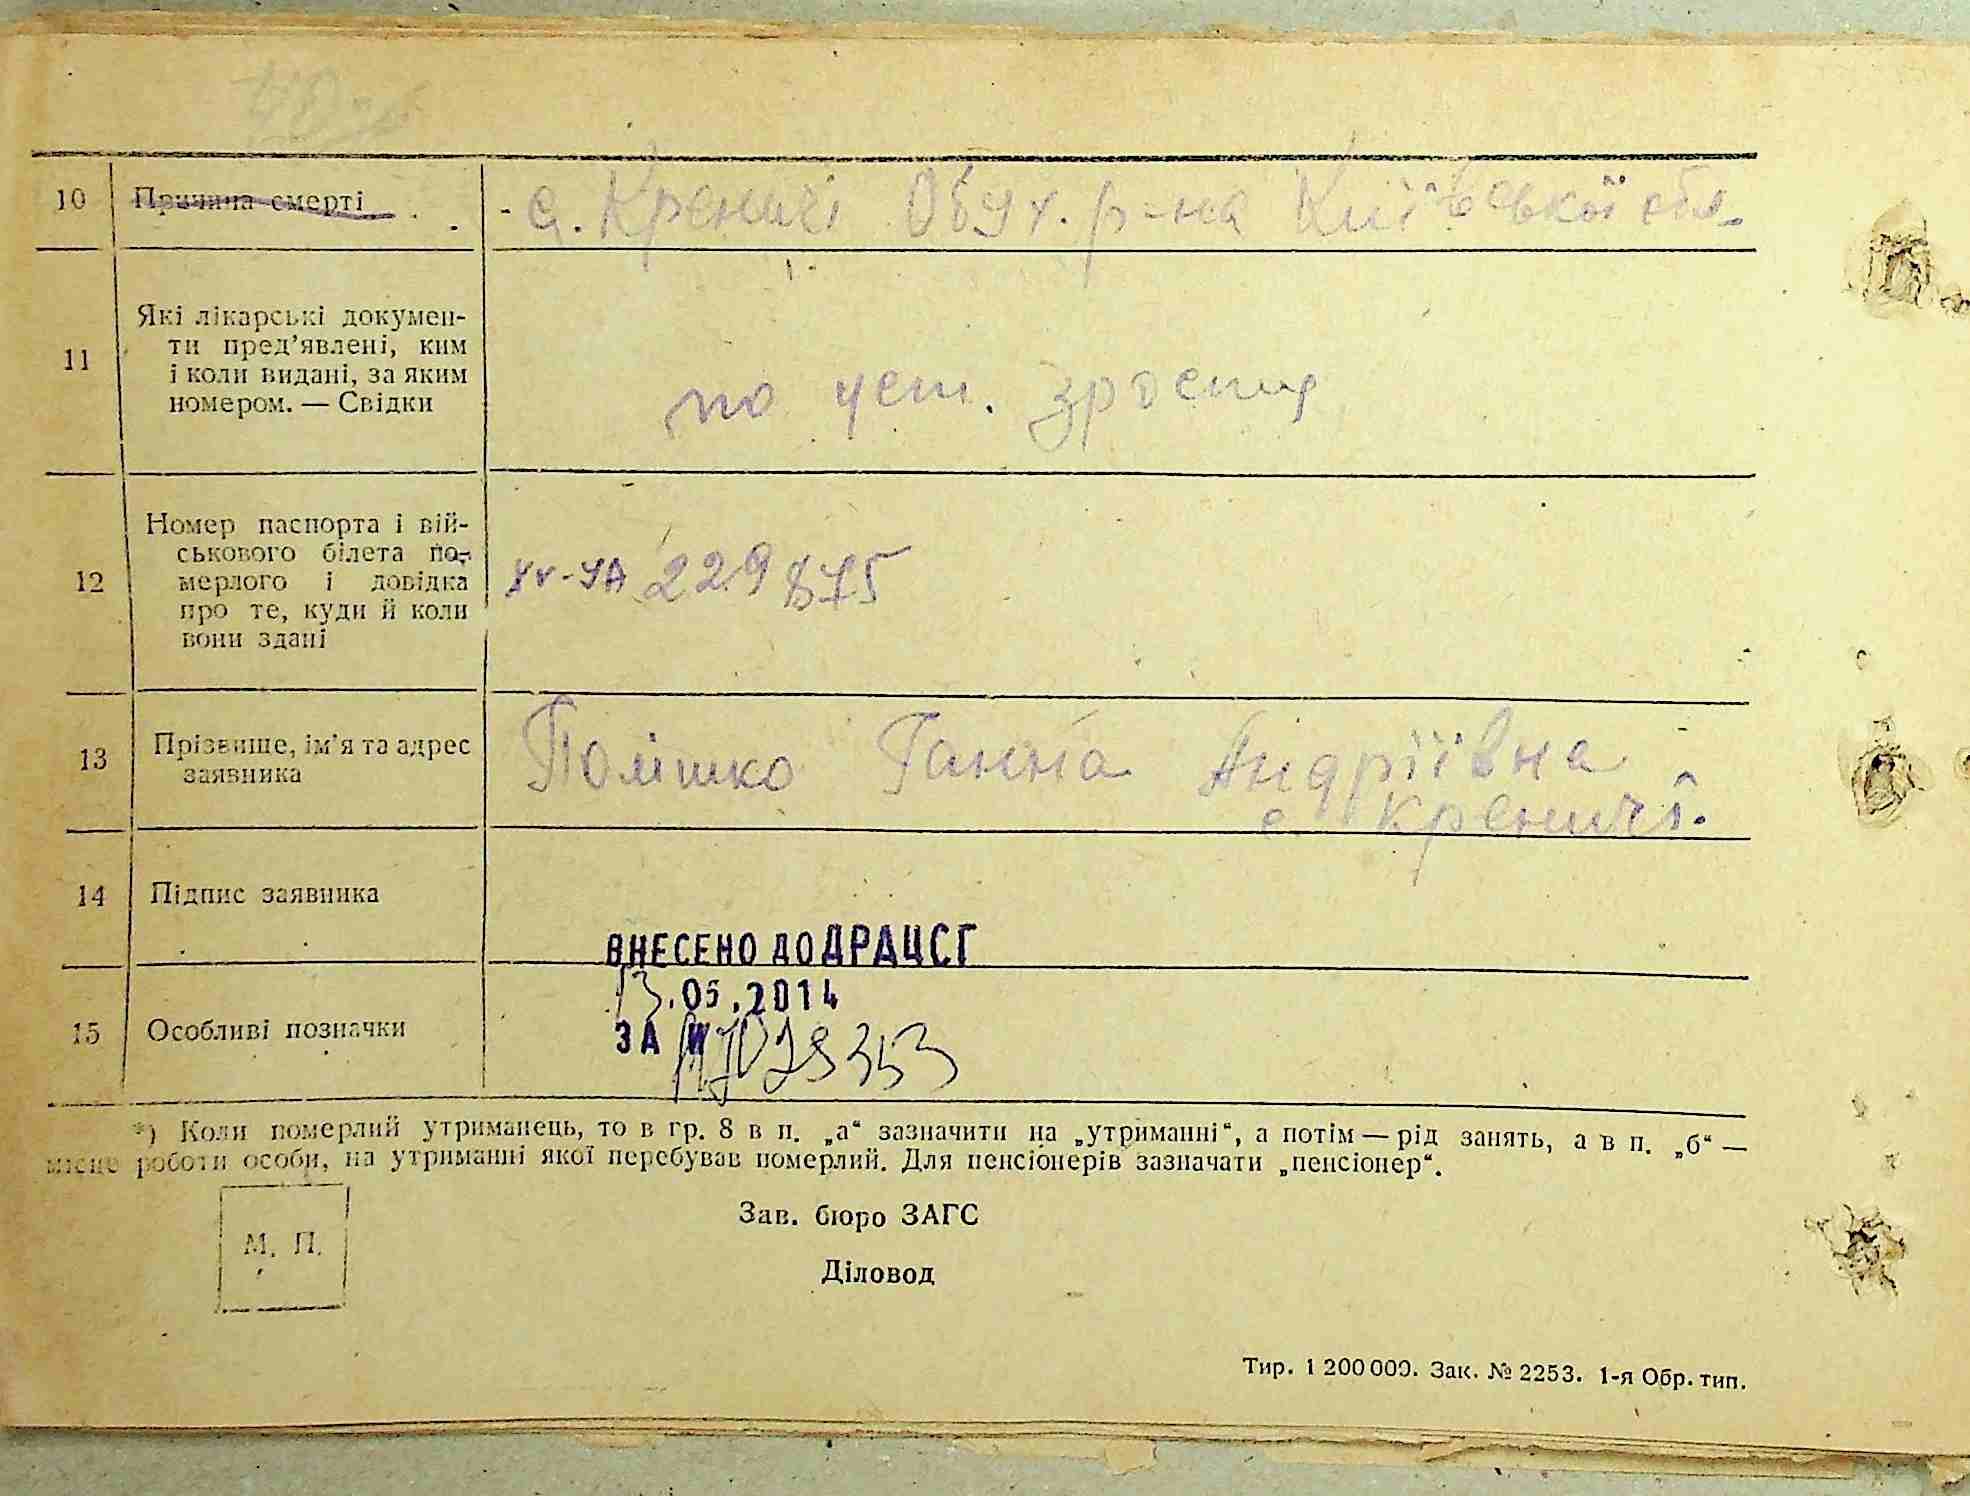 10
Причина смерті
с. Креничі Обух. р-на Київської обл.
11
Які лікарські докумен-
ти пред’явлені, ким
і коли видані, за яким
номером. — Свідки
по уст.
12
Номер паспорта і вій-
ськового білета по-
мерлого і довідка
про те, куди й коли
вони здані
XV-УА 229875
13
Прізвище, ім’я та адрес
заявника
Полішко Ганна Андріївна
с. Креничі.
14
Підпис заявника
ВНЕСЕНО ДО ДРАЦСГ
13.05.2014
15
Особливі позначки
ЗА №
*) Коли померлий утриманець, то в гр. 8 в п. „а“ зазначити на „утриманні“, а потім — рід занять, а в п. „б“ —
місце роботи особи, на утриманні якої перебував померлий. Для пенсіонерів зазначати „пенсіонер“.
М. П.
Зав. бюро ЗАГС
Діловод
Тир. 1 200 000. Зак. № 2253. 1-я Обр. тип.